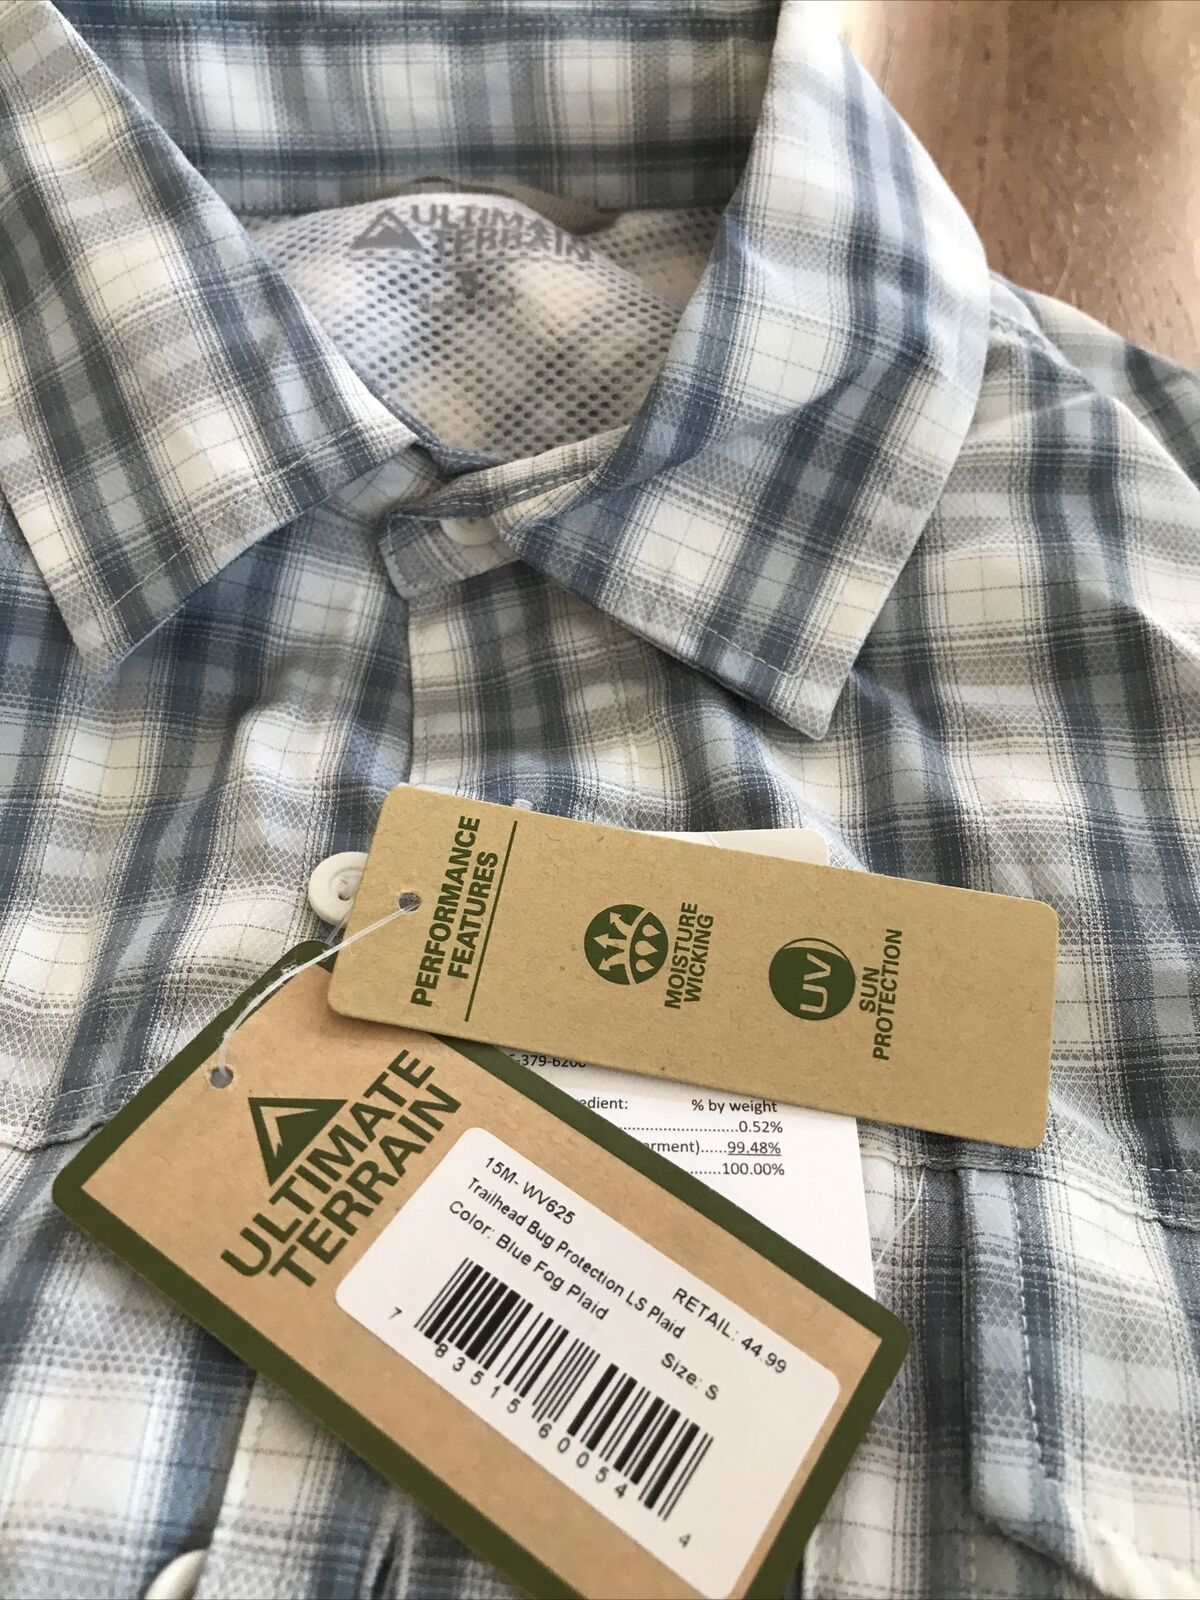 ULTIMATE
TERRAIN
PERFORMANCE
FEATURES
MOISTURE
WICKING
UV
SUN
PROTECTION
% by weight
0.52%
99.48%
100.00%
ULTIMATE
TERRAIN
15M- WV625
Trailhead Bug Protection LS Plaid
Color: Blue Fog Plaid
RETAIL: 44.99
Size: S
7 83515 60054 4